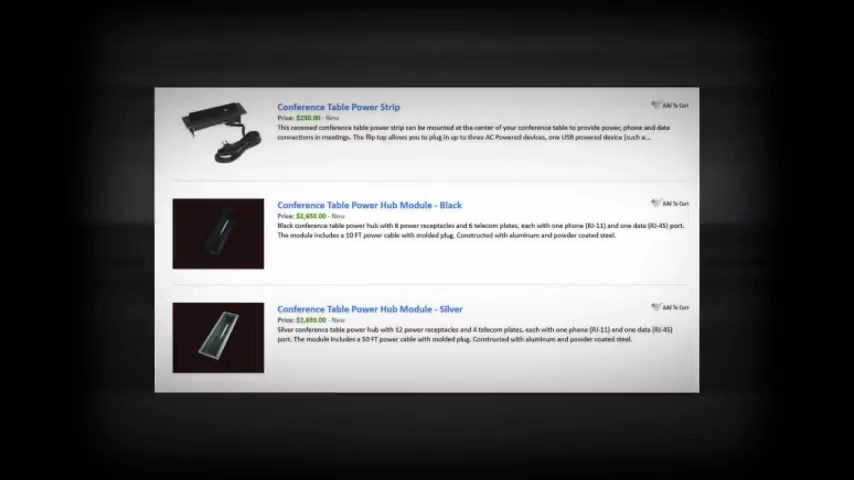 Conference Table Power Strip
Add To Cart
Price: $250.00 - New
This recessed conference table power strip can be mounted at the center of your conference table to provide power, phone and data
connections in meetings. The flip top allows you to plug in up to three AC Powered devices, one USB powered device (such a...
Conference Table Power Hub Module - Black
Add To Cart
Price: $2,650.00 - New
Black conference table power hub with 8 power receptacles and 6 telecom plates, each with one phone (RJ-11) and one data (RJ-45) port.
The module includes a 10 FT power cable with molded plug. Constructed with aluminum and powder coated steel.
Conference Table Power Hub Module - Silver
Add To Cart
Price: $2,690.00 - New
Silver conference table power hub with 12 power receptacles and 4 telecom plates, each with one phone (RJ-11) and one data (RJ-45)
port. The module includes a 10 FT power cable with molded plug. Constructed with aluminum and powder coated steel.